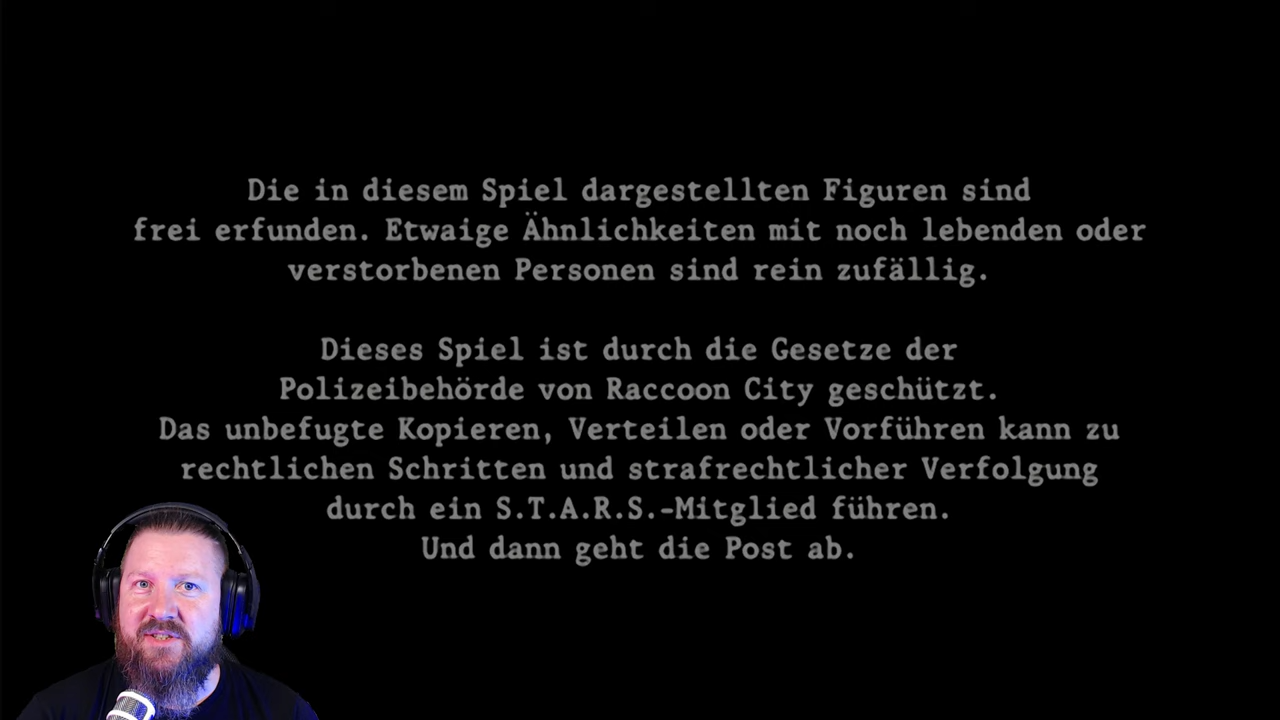 Die in diesem Spiel dargestellten Figuren sind
frei erfunden. Etwaige Ähnlichkeiten mit noch lebenden oder
verstorbenen Personen sind rein zufällig.
Dieses Spiel ist durch die Gesetze der
Polizeibehörde von Raccoon City geschützt.
Das unbefugte Kopieren, Verteilen oder Vorführen kann zu
rechtlichen Schritten und strafrechtlicher Verfolgung
durch ein S.T.A.R.S.-Mitglied führen.
Und dann geht die Post ab.